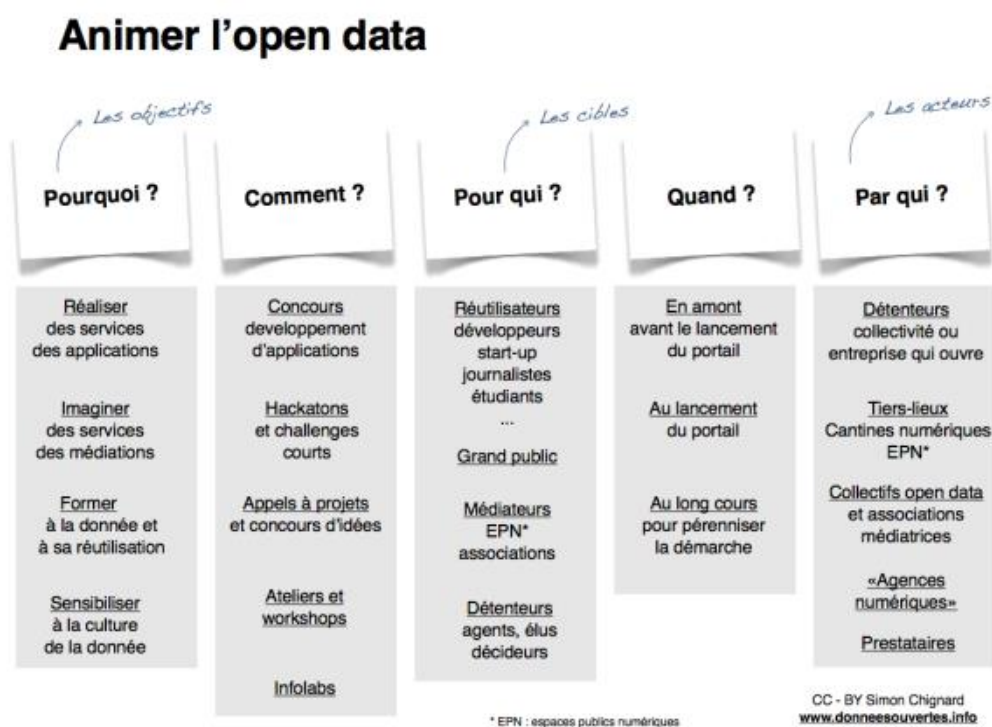 Animer l'open data
Les objectifs
Pourquoi ?
Réaliser
des services
des applications
Imaginer
des services
des médiations
Former
à la donnée et
à sa réutilisation
Sensibiliser
à la culture
de la donnée
Comment ?
Concours
developpement
d'applications
Hackatons
et challenges
courts
Appels à projets
et concours d'idées
Ateliers et
workshops
Infolabs
Les cibles
Pour qui ?
Réutilisateurs
développeurs
start-up
journalistes
étudiants
...
Grand public
Médiateurs
EPN*
associations
Détenteurs
agents, élus
décideurs
Quand ?
En amont
avant le lancement
du portail
Au lancement
du portail
Au long cours
pour pérenniser
la démarche
Les acteurs
Par qui ?
Détenteurs
collectivité ou
entreprise qui ouvre
Tiers-lieux
Cantines numériques
EPN*
Collectifs open data
et associations
médiatrices
«Agences
numériques»
Prestataires
* EPN : espaces publics numériques
CC - BY Simon Chignard
www.donneesouvertes.info